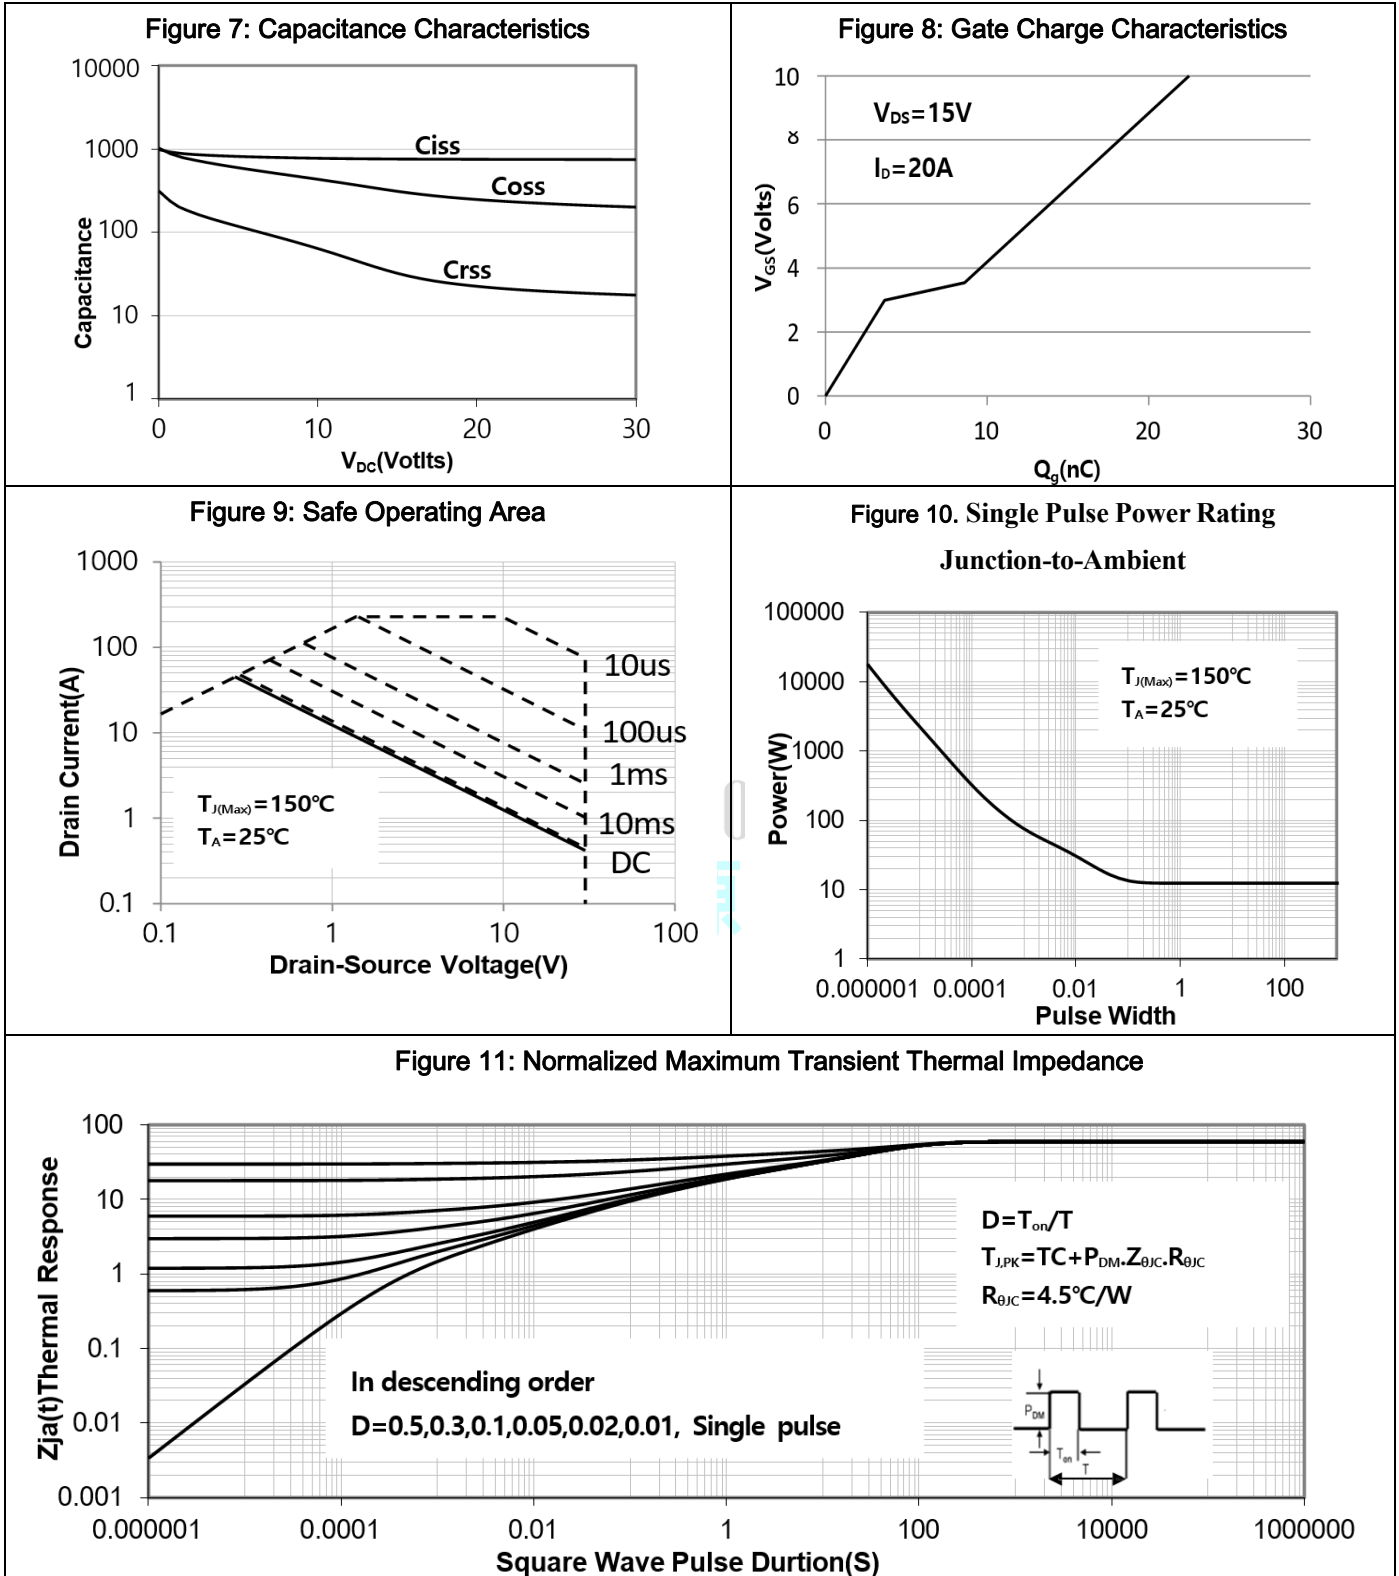 Figure 7: Capacitance Characteristics
10000
1000
100
10
1
Capacitance
Ciss
Coss
Crss
0 10 20 30
VDC(Votlts)
Figure 8: Gate Charge Characteristics
10
8
6
4
2
0
VGS(Volts)
VDS=15V
ID=20A
0 10 20 30
Qg(nC)
Figure 9: Safe Operating Area
1000
100
10
1
0.1
Drain Current(A)
10us
100us
1ms
10ms
DC
TJ(Max)=150℃
TA=25℃
0.1 1 10 100
Drain-Source Voltage(V)
Figure 10. Single Pulse Power Rating
Junction-to-Ambient
100000
10000
1000
100
10
1
Power(W)
TJ(Max)=150℃
TA=25℃
0.000001 0.0001 0.01 1 100
Pulse Width
Figure 11: Normalized Maximum Transient Thermal Impedance
100
10
1
0.1
0.01
0.001
Zja(t)Thermal Response
D=Ton/T
TJ,PK=TC+PDM.ZθJC.RθJC
RθJC=4.5℃/W
In descending order
D=0.5,0.3,0.1,0.05,0.02,0.01, Single pulse
PDM
Ton
T
0.000001 0.0001 0.01 1 100 10000 1000000
Square Wave Pulse Durtion(S)